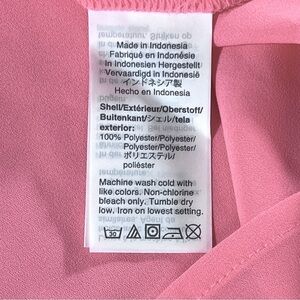 Made in Indonesia
Fabriqué en Indonésie
In Indonesien Hergestellt
Vervaardigd in Indonesië
インドネシア製
Hecho en Indonesia
Shell/Extérieur/Oberstoff/
Buitenkant/シェル/tela
exterior:
100% Polyester/Polyester/
Polyester/Polyester/
ポリエステル/
poliéster
Machine wash cold with
like colors. Non-chlorine
bleach only. Tumble dry
low. Iron on lowest setting.
30